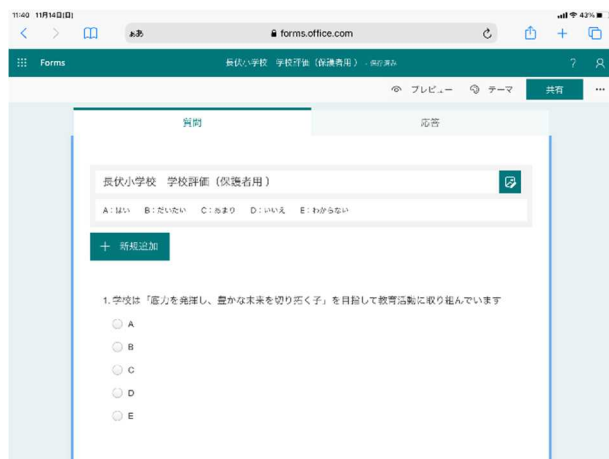 11:40 11月14日(日)
43%
ああ
forms.office.com
Forms
長伏小学校 学校評価（保護者用） - 保存済み
?
プレビュー
テーマ
共有
質問
応答
長伏小学校 学校評価（保護者用）
A：はい B：だいたい C：あまり D：いいえ E：わからない
+ 新規追加
1. 学校は「底力を発揮し、豊かな未来を切り拓く子」を目指して教育活動に取り組んでいます
A
B
C
D
E